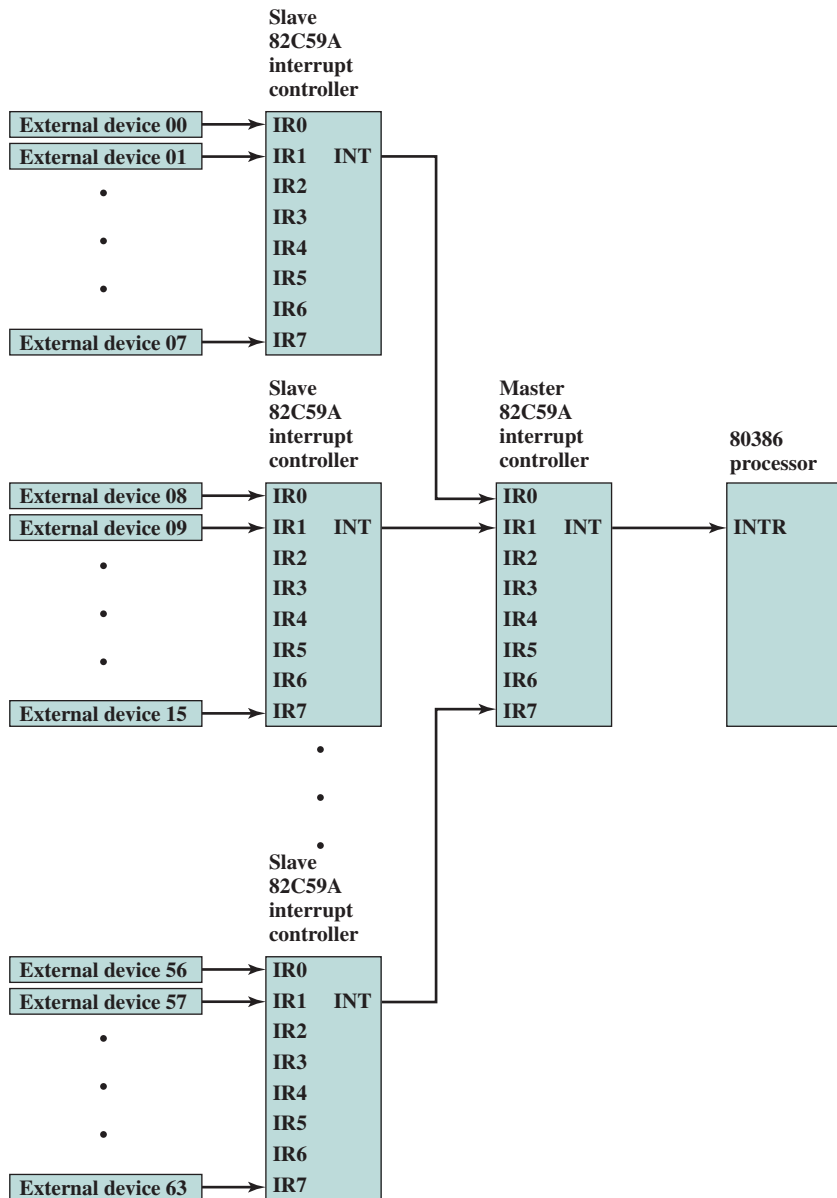 Slave
82C59A
interrupt
controller
External device 00
IR0
External device 01
IR1 INT
IR2
IR3
IR4
IR5
IR6
External device 07
IR7
Slave
82C59A
interrupt
controller
External device 08
IR0
External device 09
IR1 INT
IR2
IR3
IR4
IR5
IR6
External device 15
IR7
Master
82C59A
interrupt
controller
IR0
IR1 INT
IR2
IR3
IR4
IR5
IR6
IR7
80386
processor
INTR
Slave
82C59A
interrupt
controller
External device 56
IR0
External device 57
IR1 INT
IR2
IR3
IR4
IR5
IR6
External device 63
IR7